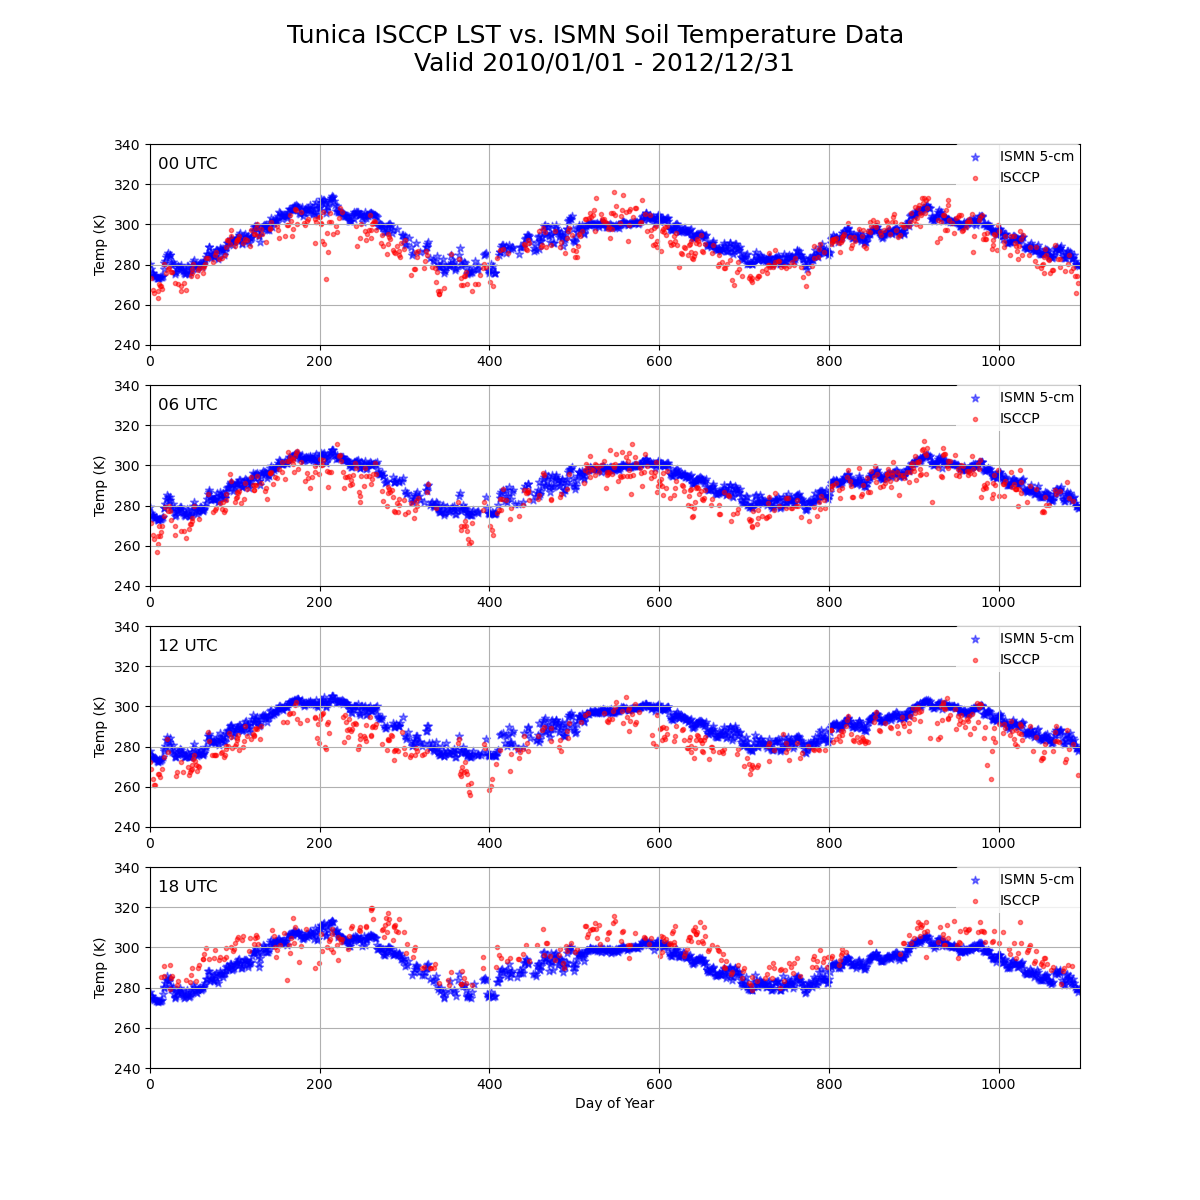 Tunica ISCCP LST vs. ISMN Soil Temperature Data
Valid 2010/01/01 - 2012/12/31
340
320
300
280
260
240
Temp (K)
00 UTC
ISMN 5-cm
ISCCP
0 200 400 600 800 1000
340
320
300
280
260
240
Temp (K)
06 UTC
ISMN 5-cm
ISCCP
0 200 400 600 800 1000
340
320
300
280
260
240
Temp (K)
12 UTC
ISMN 5-cm
ISCCP
0 200 400 600 800 1000
340
320
300
280
260
240
Temp (K)
18 UTC
ISMN 5-cm
ISCCP
0 200 400 600 800 1000
Day of Year